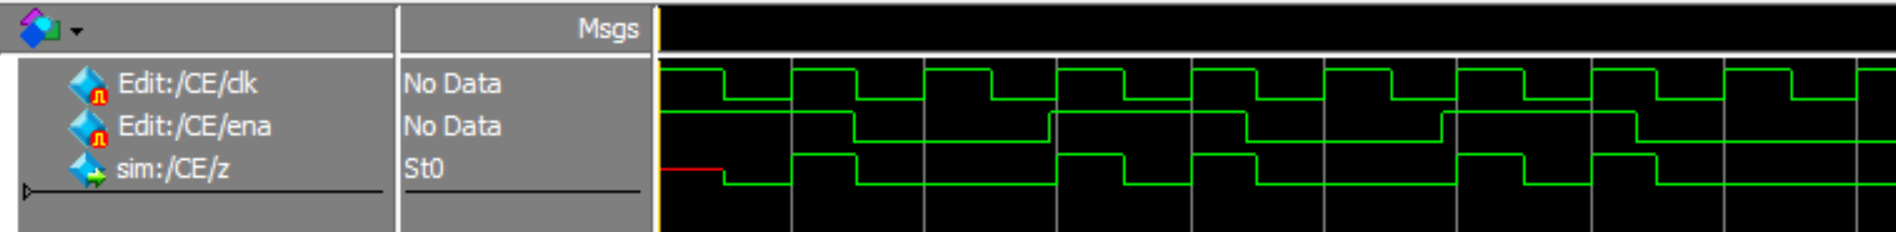 Msgs
Edit:/CE/clk No Data
Edit:/CE/ena No Data
sim:/CE/z St0